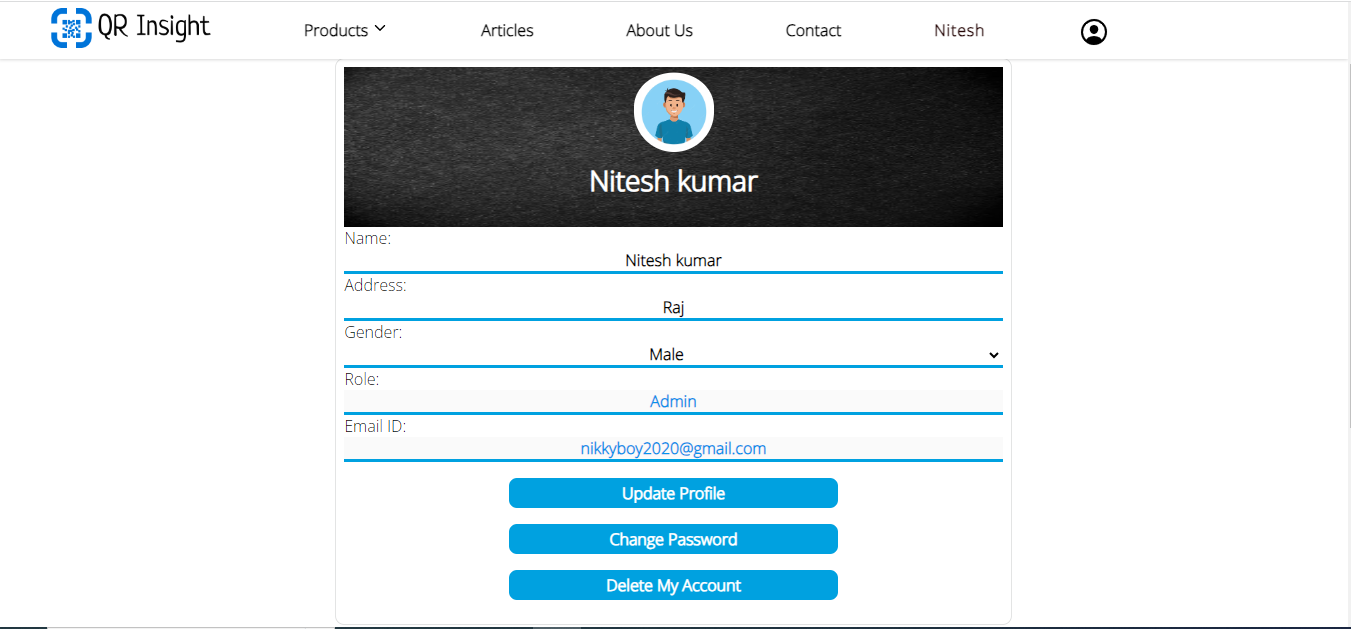 QR Insight Products Articles About Us Contact Nitesh
Nitesh kumar
Name:
Nitesh kumar
Address:
Raj
Gender:
Male
Role:
Admin
Email ID:
nikkyboy2020@gmail.com
Update Profile
Change Password
Delete My Account